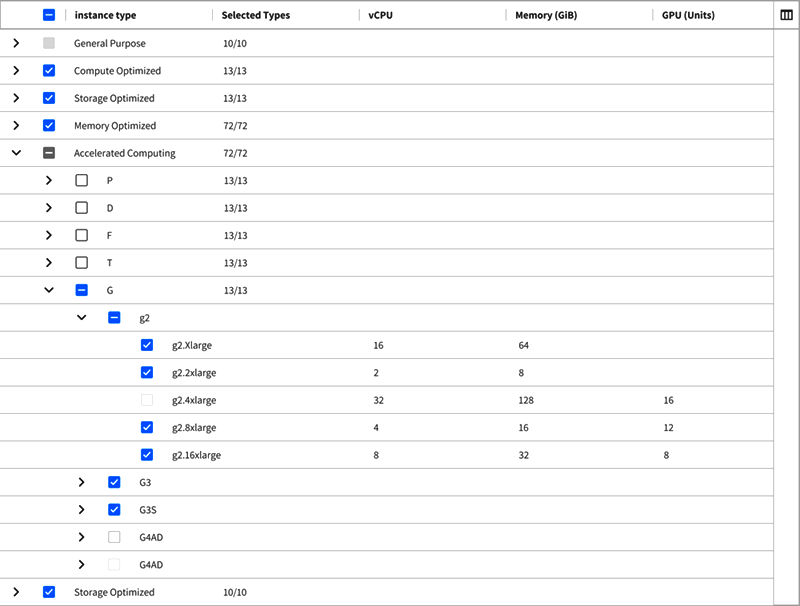 instance type Selected Types vCPU Memory (GiB) GPU (Units)
General Purpose 10/10
Compute Optimized 13/13
Storage Optimized 13/13
Memory Optimized 72/72
Accelerated Computing 72/72
P 13/13
D 13/13
F 13/13
T 13/13
G 13/13
g2
g2.Xlarge 16 64
g2.2xlarge 2 8
g2.4xlarge 32 128 16
g2.8xlarge 4 16 12
g2.16xlarge 8 32 8
G3
G3S
G4AD
G4AD
Storage Optimized 10/10